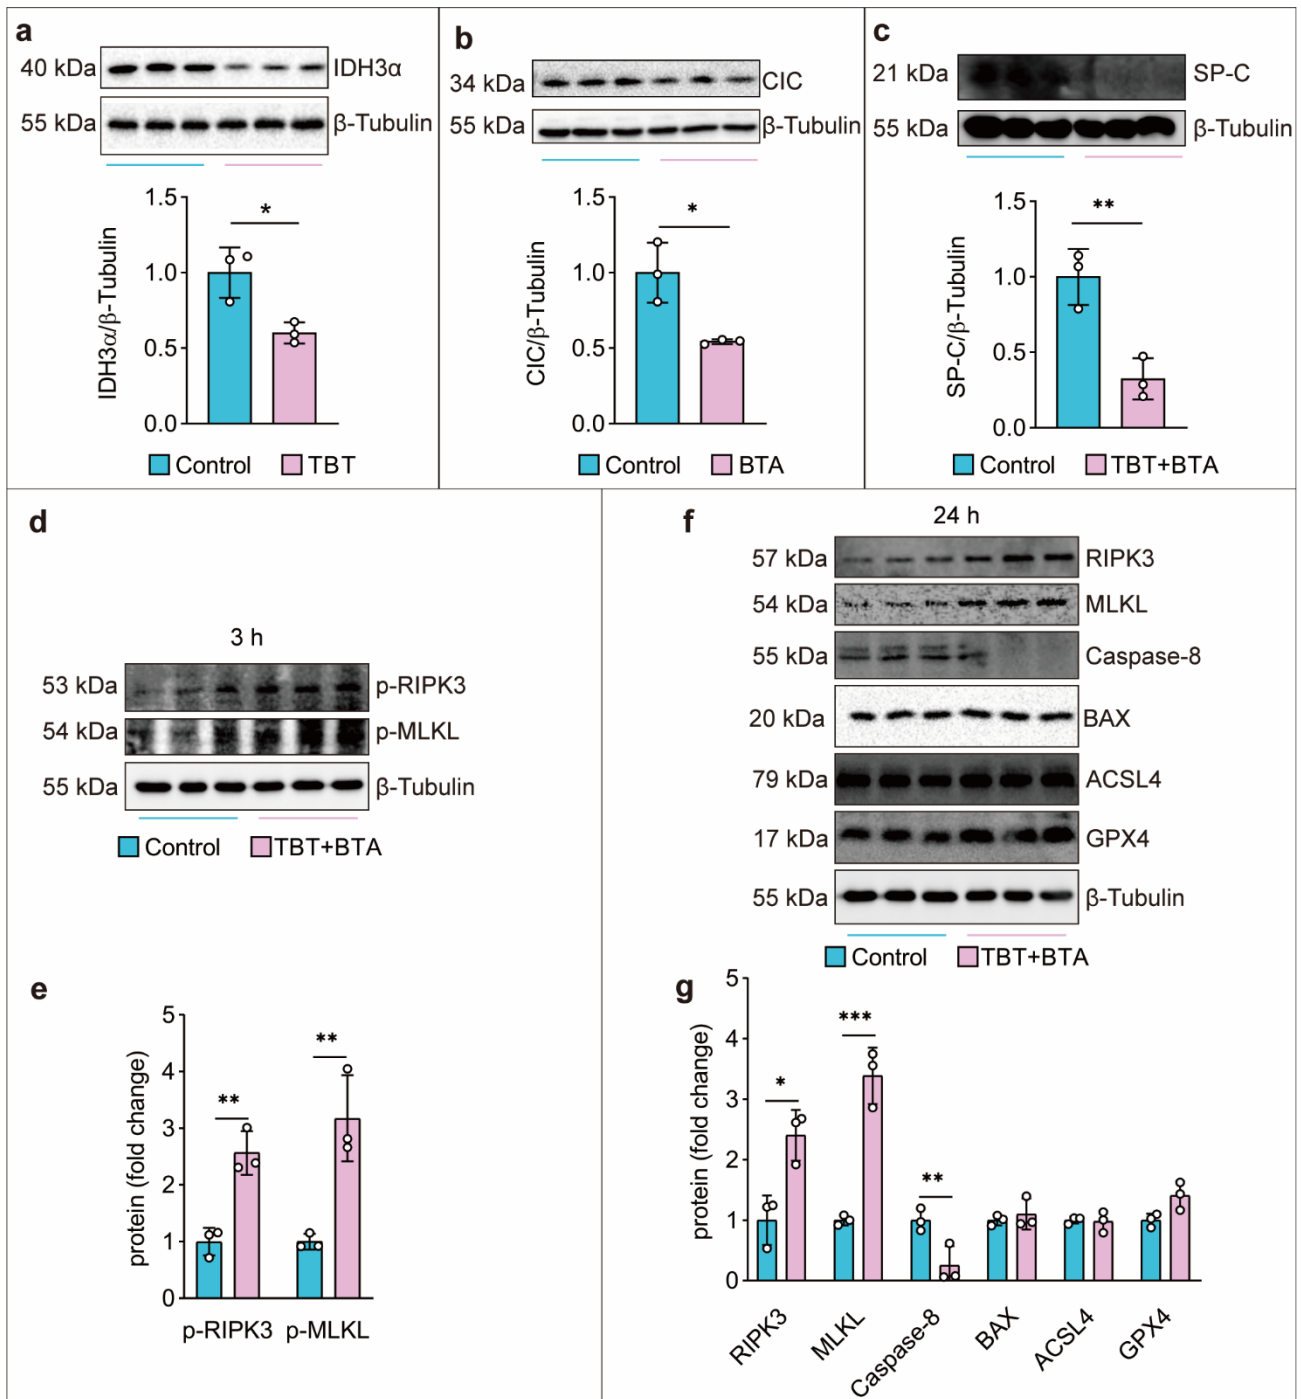 a
40 kDa IDH3α
55 kDa β-Tubulin
*
IDH3α/β-Tubulin
1.5
1.0
0.5
0.0
Control TBT
b
34 kDa CIC
55 kDa β-Tubulin
*
CIC/β-Tubulin
1.5
1.0
0.5
0.0
Control BTA
c
21 kDa SP-C
55 kDa β-Tubulin
**
SP-C/β-Tubulin
1.5
1.0
0.5
0.0
Control TBT+BTA
d
3 h
53 kDa p-RIPK3
54 kDa p-MLKL
55 kDa β-Tubulin
Control TBT+BTA
e
protein (fold change)
5
4
3
2
1
0
**
**
p-RIPK3 p-MLKL
f
24 h
57 kDa RIPK3
54 kDa MLKL
55 kDa Caspase-8
20 kDa BAX
79 kDa ACSL4
17 kDa GPX4
55 kDa β-Tubulin
Control TBT+BTA
g
protein (fold change)
5
4
3
2
1
0
*
***
**
RIPK3 MLKL Caspase-8 BAX ACSL4 GPX4